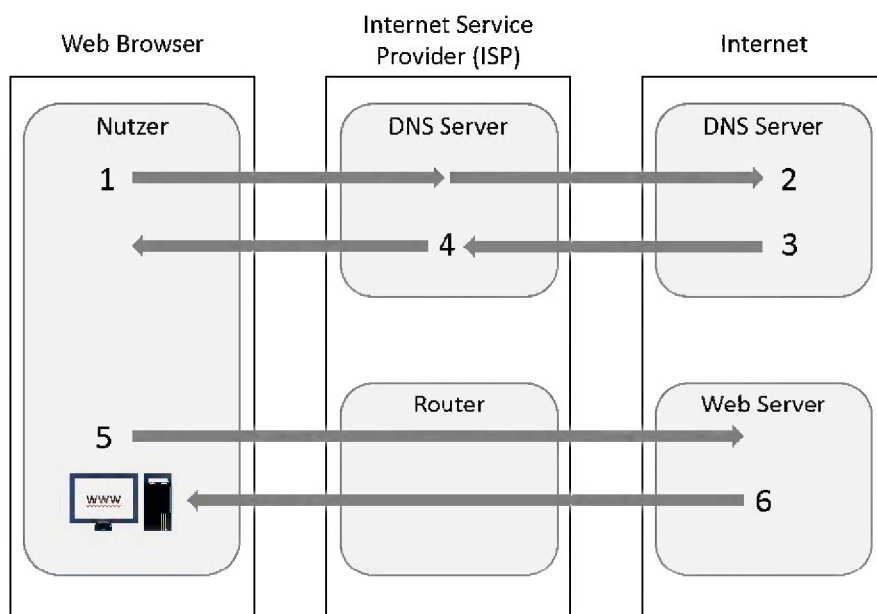 Web Browser
Internet Service
Provider (ISP)
Internet
Nutzer
DNS Server
DNS Server
1
2
4
3
Router
Web Server
5
www
6